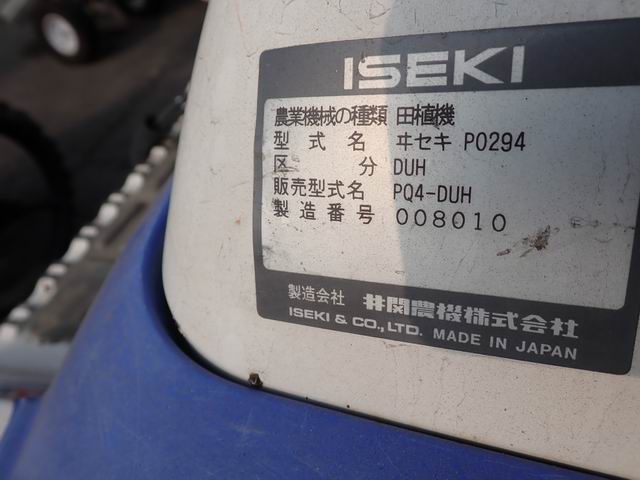 ISEKI
農業機械の種類 田植機
型式名 ヰセキ P0294
区分 DUH
販売型式名 PQ4-DUH
製造番号 008010
製造会社 井関農機株式会社
ISEKI & CO., LTD. MADE IN JAPAN